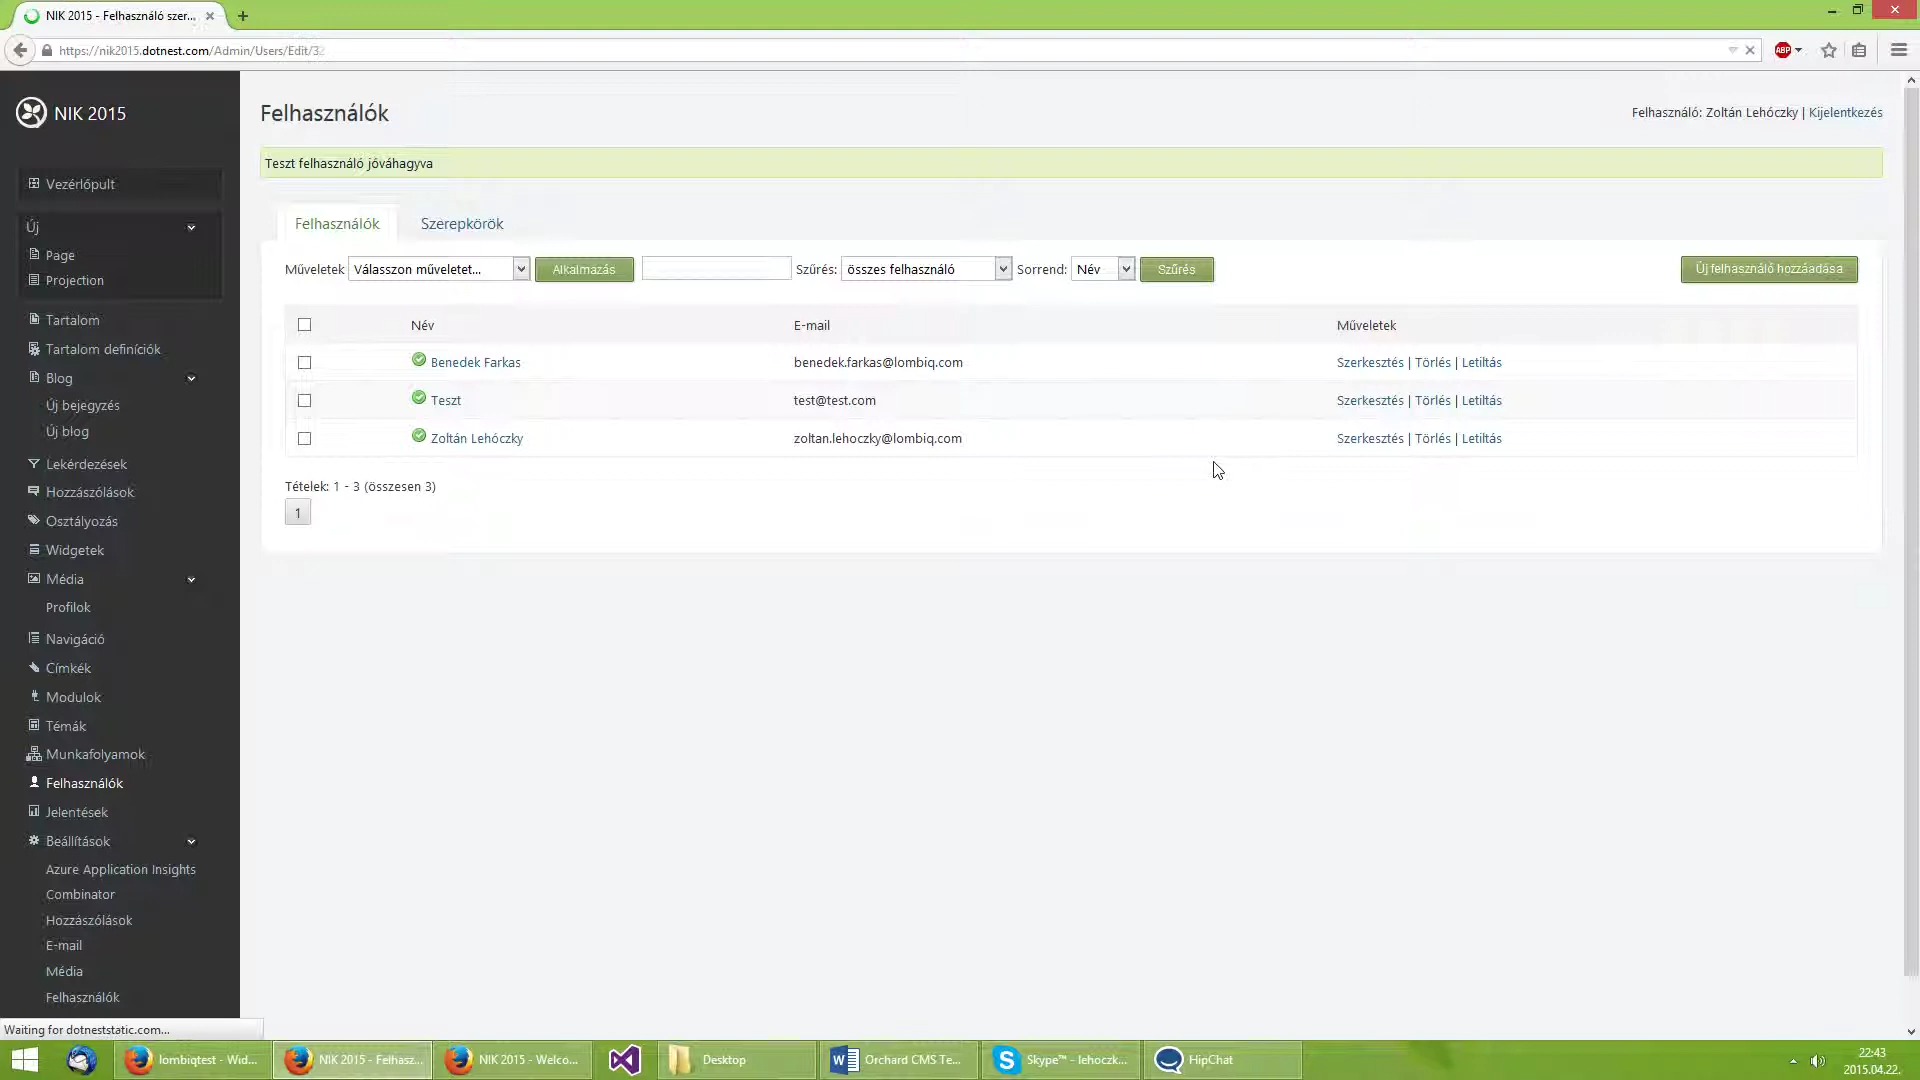 NIK 2015 - Felhasználó szer...
https://nik2015.dotnest.com/Admin/Users/Edit/32
ABP
NIK 2015
Felhasználók
Felhasználó: Zoltán Lehóczky | Kijelentkezés
Teszt felhasználó jóváhagyva
Vezérlőpult
Új
Page
Projection
Tartalom
Tartalom definíciók
Blog
Új bejegyzés
Új blog
Lekérdezések
Hozzászólások
Osztályozás
Widgetek
Média
Profilok
Navigáció
Címkék
Modulok
Témák
Munkafolyamok
Felhasználók
Jelentések
Beállítások
Azure Application Insights
Combinator
Hozzászólások
E-mail
Média
Felhasználók
Felhasználók Szerepkörök
Műveletek Válasszon műveletet... Alkalmazás Szűrés: összes felhasználó Sorrend: Név Szűrés Új felhasználó hozzáadása
Név E-mail Műveletek
Benedek Farkas benedek.farkas@lombiq.com Szerkesztés | Törlés | Letiltás
Teszt test@test.com Szerkesztés | Törlés | Letiltás
Zoltán Lehóczky zoltan.lehoczky@lombiq.com Szerkesztés | Törlés | Letiltás
Tételek: 1 - 3 (összesen 3)
1
Waiting for dotneststatic.com...
lombiqtest - Wid... NIK 2015 - Felhasz... NIK 2015 - Welco... Desktop Orchard CMS Te... Skype™ - lehoczk... HipChat
22:43
2015.04.22.